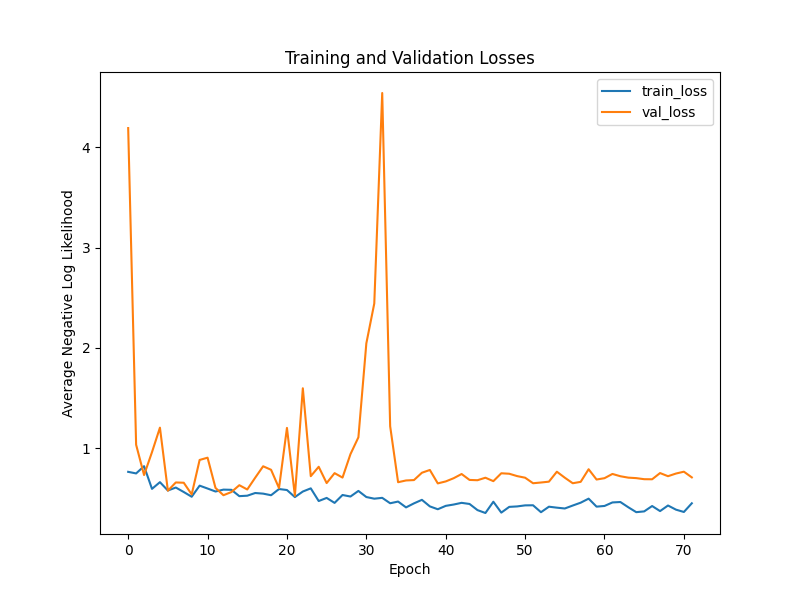 Training and Validation Losses
train_loss
val_loss
Average Negative Log Likelihood
4
3
2
1
0 10 20 30 40 50 60 70
Epoch